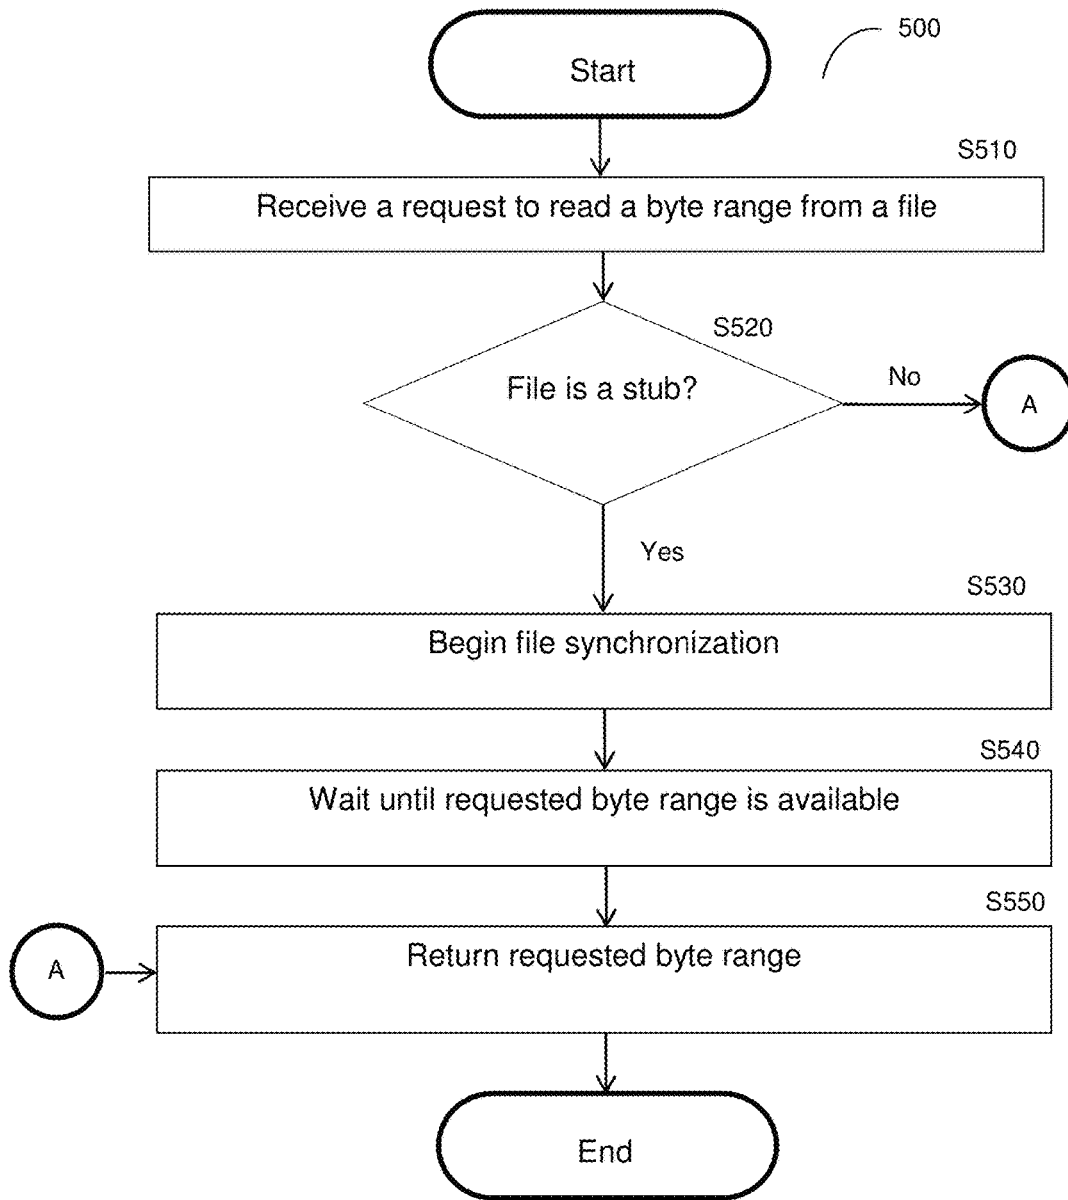 Start
500
S510
Receive a request to read a byte range from a file
S520
File is a stub?
No
A
Yes
S530
Begin file synchronization
S540
Wait until requested byte range is available
S550
A
Return requested byte range
End